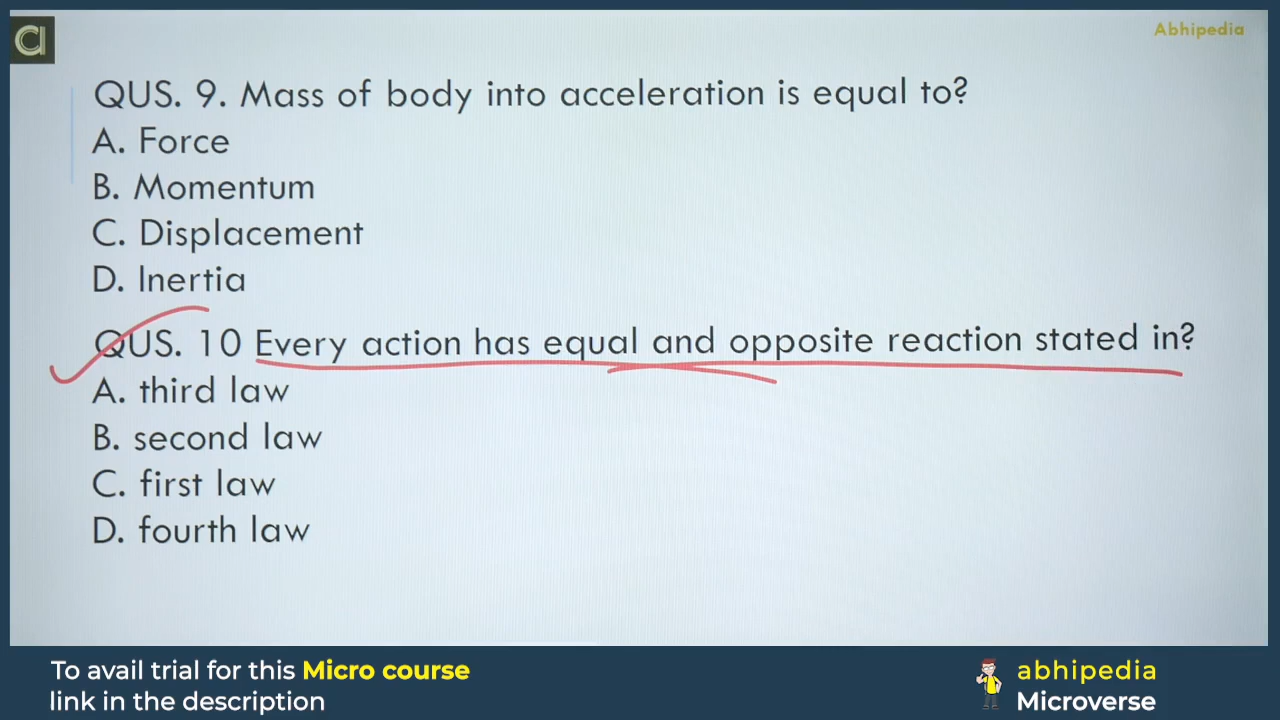 Abhipedia
QUS. 9. Mass of body into acceleration is equal to?
A. Force
B. Momentum
C. Displacement
D. Inertia
QUS. 10 Every action has equal and opposite reaction stated in?
A. third law
B. second law
C. first law
D. fourth law
To avail trial for this Micro course
link in the description
abhipedia
Microverse